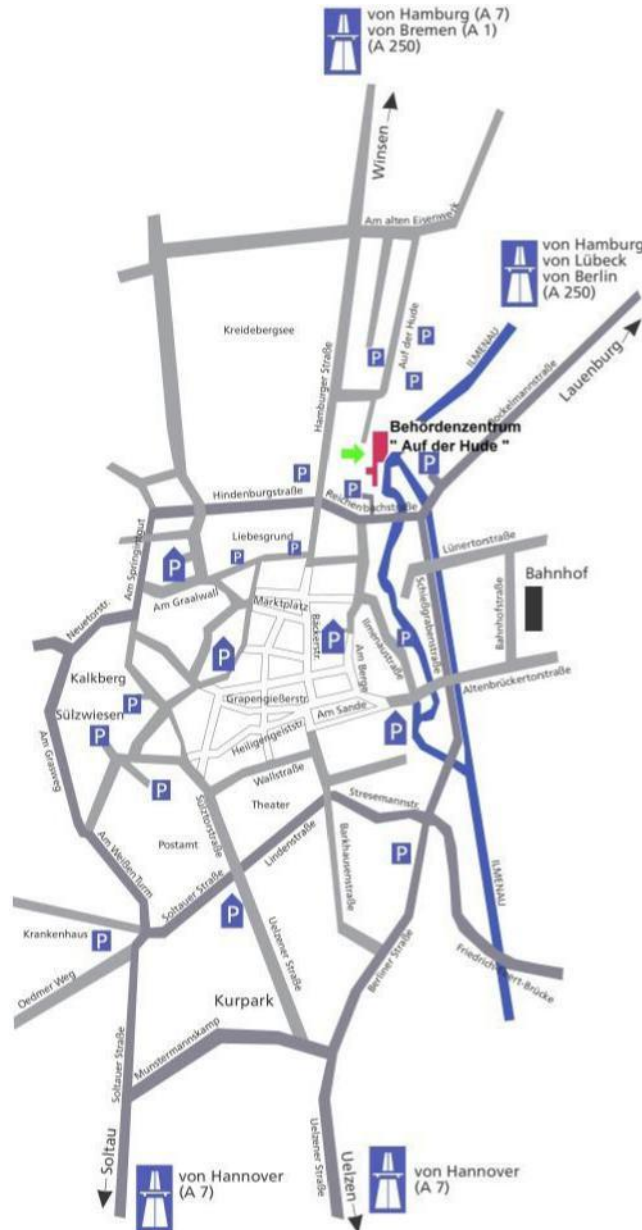 von Hamburg (A 7)
von Bremen (A 1)
(A 250)
Winsen
Am alten Eisenwerk
von Hamburg
von Lübeck
von Berlin
(A 250)
Kreidebergsee
Hamburger Straße
P
Auf der Hude
P
P
ILMENAU
Lauenburg
Bockelmannstraße
Behördenzentrum
" Auf der Hude "
P
P
P
Hindenburgstraße
Reichenbachstraße
Am Springintgut
Liebesgrund
P
P
P
Lünertorstraße
Am Graalwall
Marktplatz
Bäckerstr.
P
Ilmenaustraße
P
Schießgrabenstraße
Bahnhofstraße
Bahnhof
Neuetorstr.
P
Am Berge
Kalkberg
Sülzwiesen
P
P
Grapengießerstr.
Altenbrückertorstraße
Am Sande
P
Am Grasweg
Heiligengeiststr.
Wallstraße
P
Sülztorstraße
Theater
Stresemannstr.
Am Weißen Turm
Postamt
Lindenstraße
Barkhausenstraße
P
Soltauer Straße
ILMENAU
Krankenhaus
P
P
Uelzener Straße
Berliner Straße
Friedrich-Ebert-Brücke
Oedmer Weg
Kurpark
Soltauer Straße
Munstermannskamp
Uelzener Straße
Soltau
von Hannover
(A 7)
Uelzen
von Hannover
(A 7)